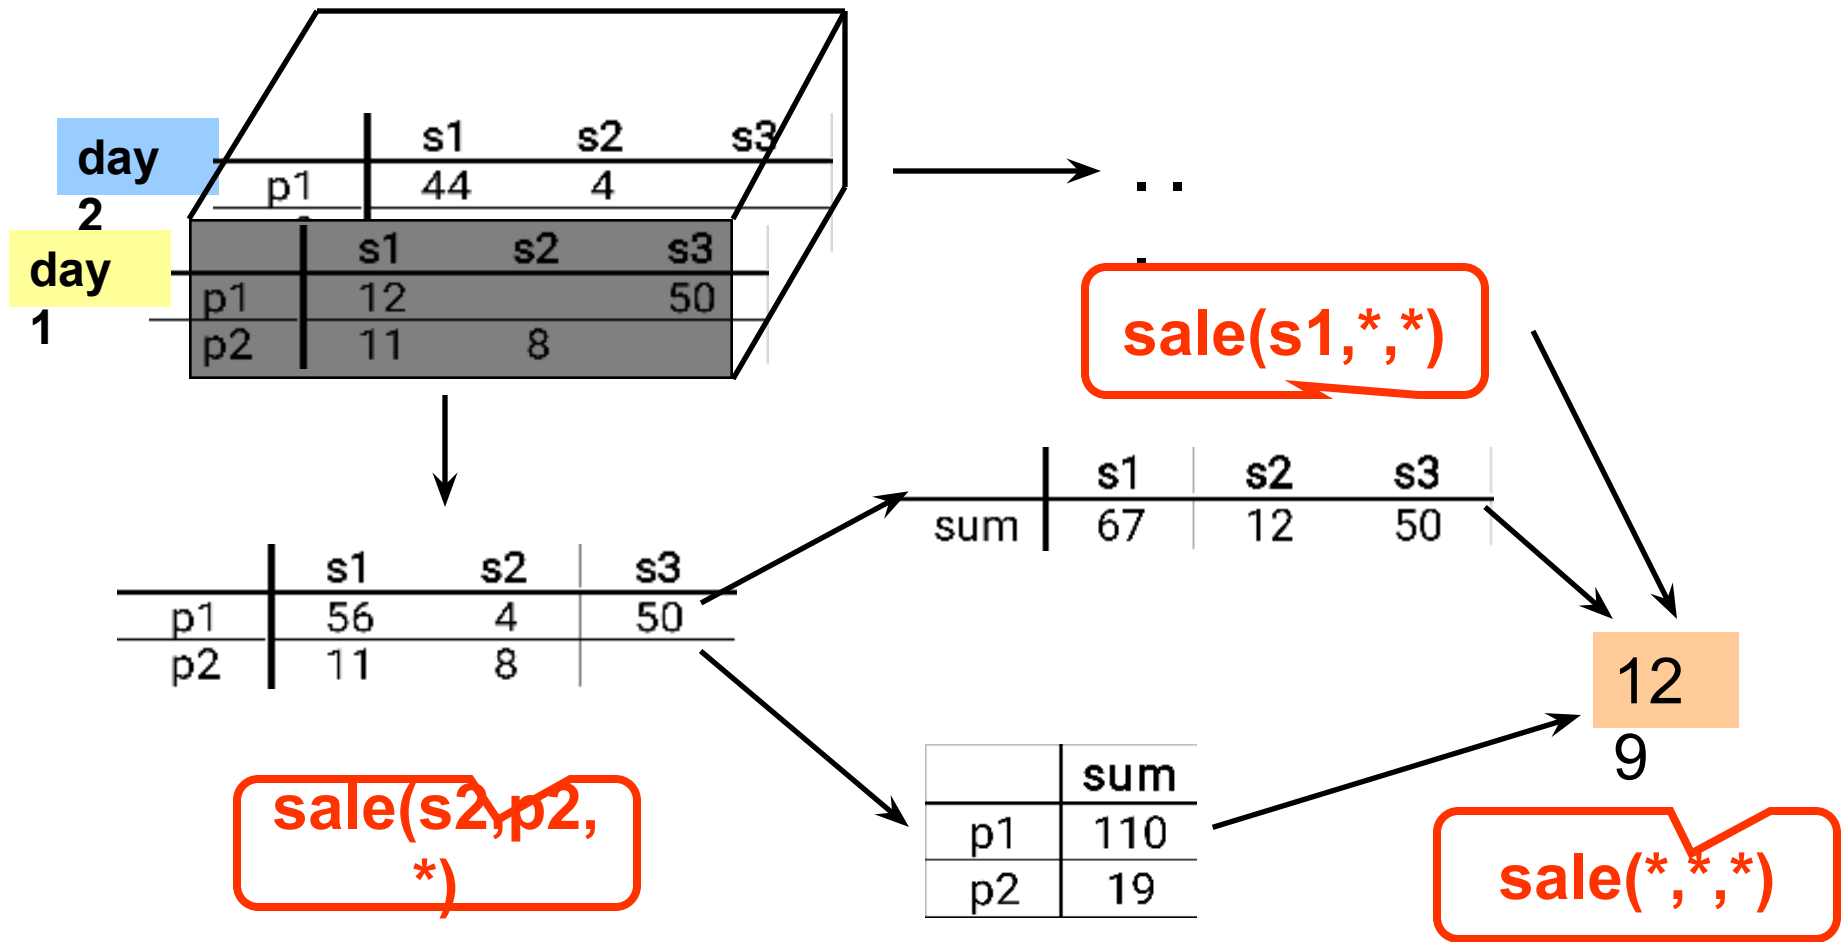 s1 s2 s3
day
2
p1 44 4
s1 s2 s3
day
1
p1 12 50
p2 11 8
. .
.
sale(s1,*,*)
s1 s2 s3
sum 67 12 50
s1 s2 s3
p1 56 4 50
p2 11 8
12
9
sum
p1 110
p2 19
sale(s2,p2,
*)
sale(*,*,*)